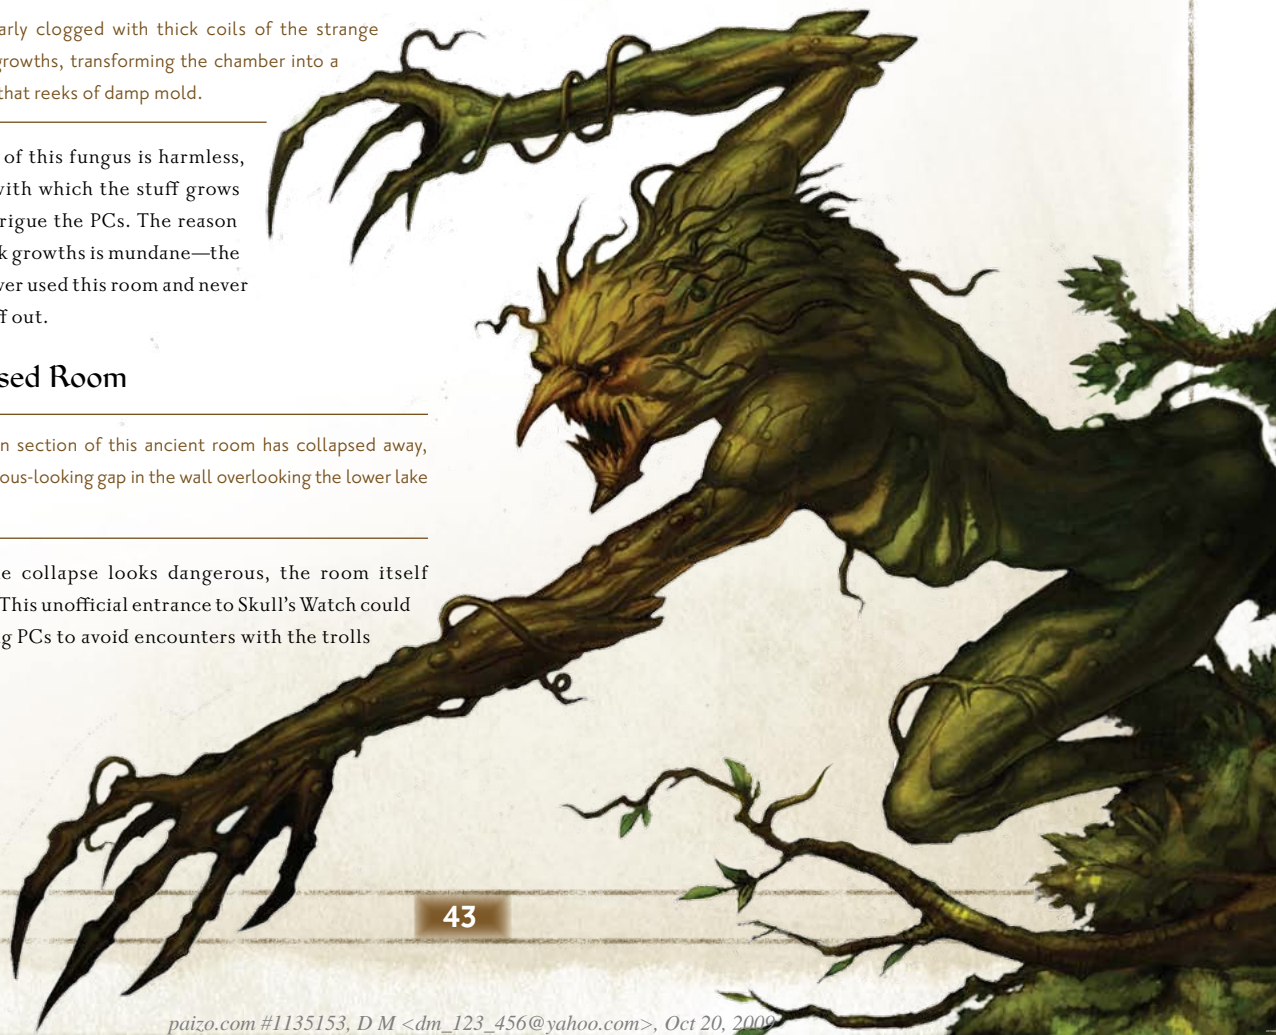 arly clogged with thick coils of the strange
growths, transforming the chamber into a
that reeks of damp mold.
of this fungus is harmless,
with which the stuff grows
rigue the PCs. The reason
k growths is mundane—the
ver used this room and never
ff out.
sed Room
n section of this ancient room has collapsed away,
ous-looking gap in the wall overlooking the lower lake
e collapse looks dangerous, the room itself
This unofficial entrance to Skull's Watch could
g PCs to avoid encounters with the trolls
43
paizo.com #1135153, D M <dm_123_456@yahoo.com>, Oct 20, 2009